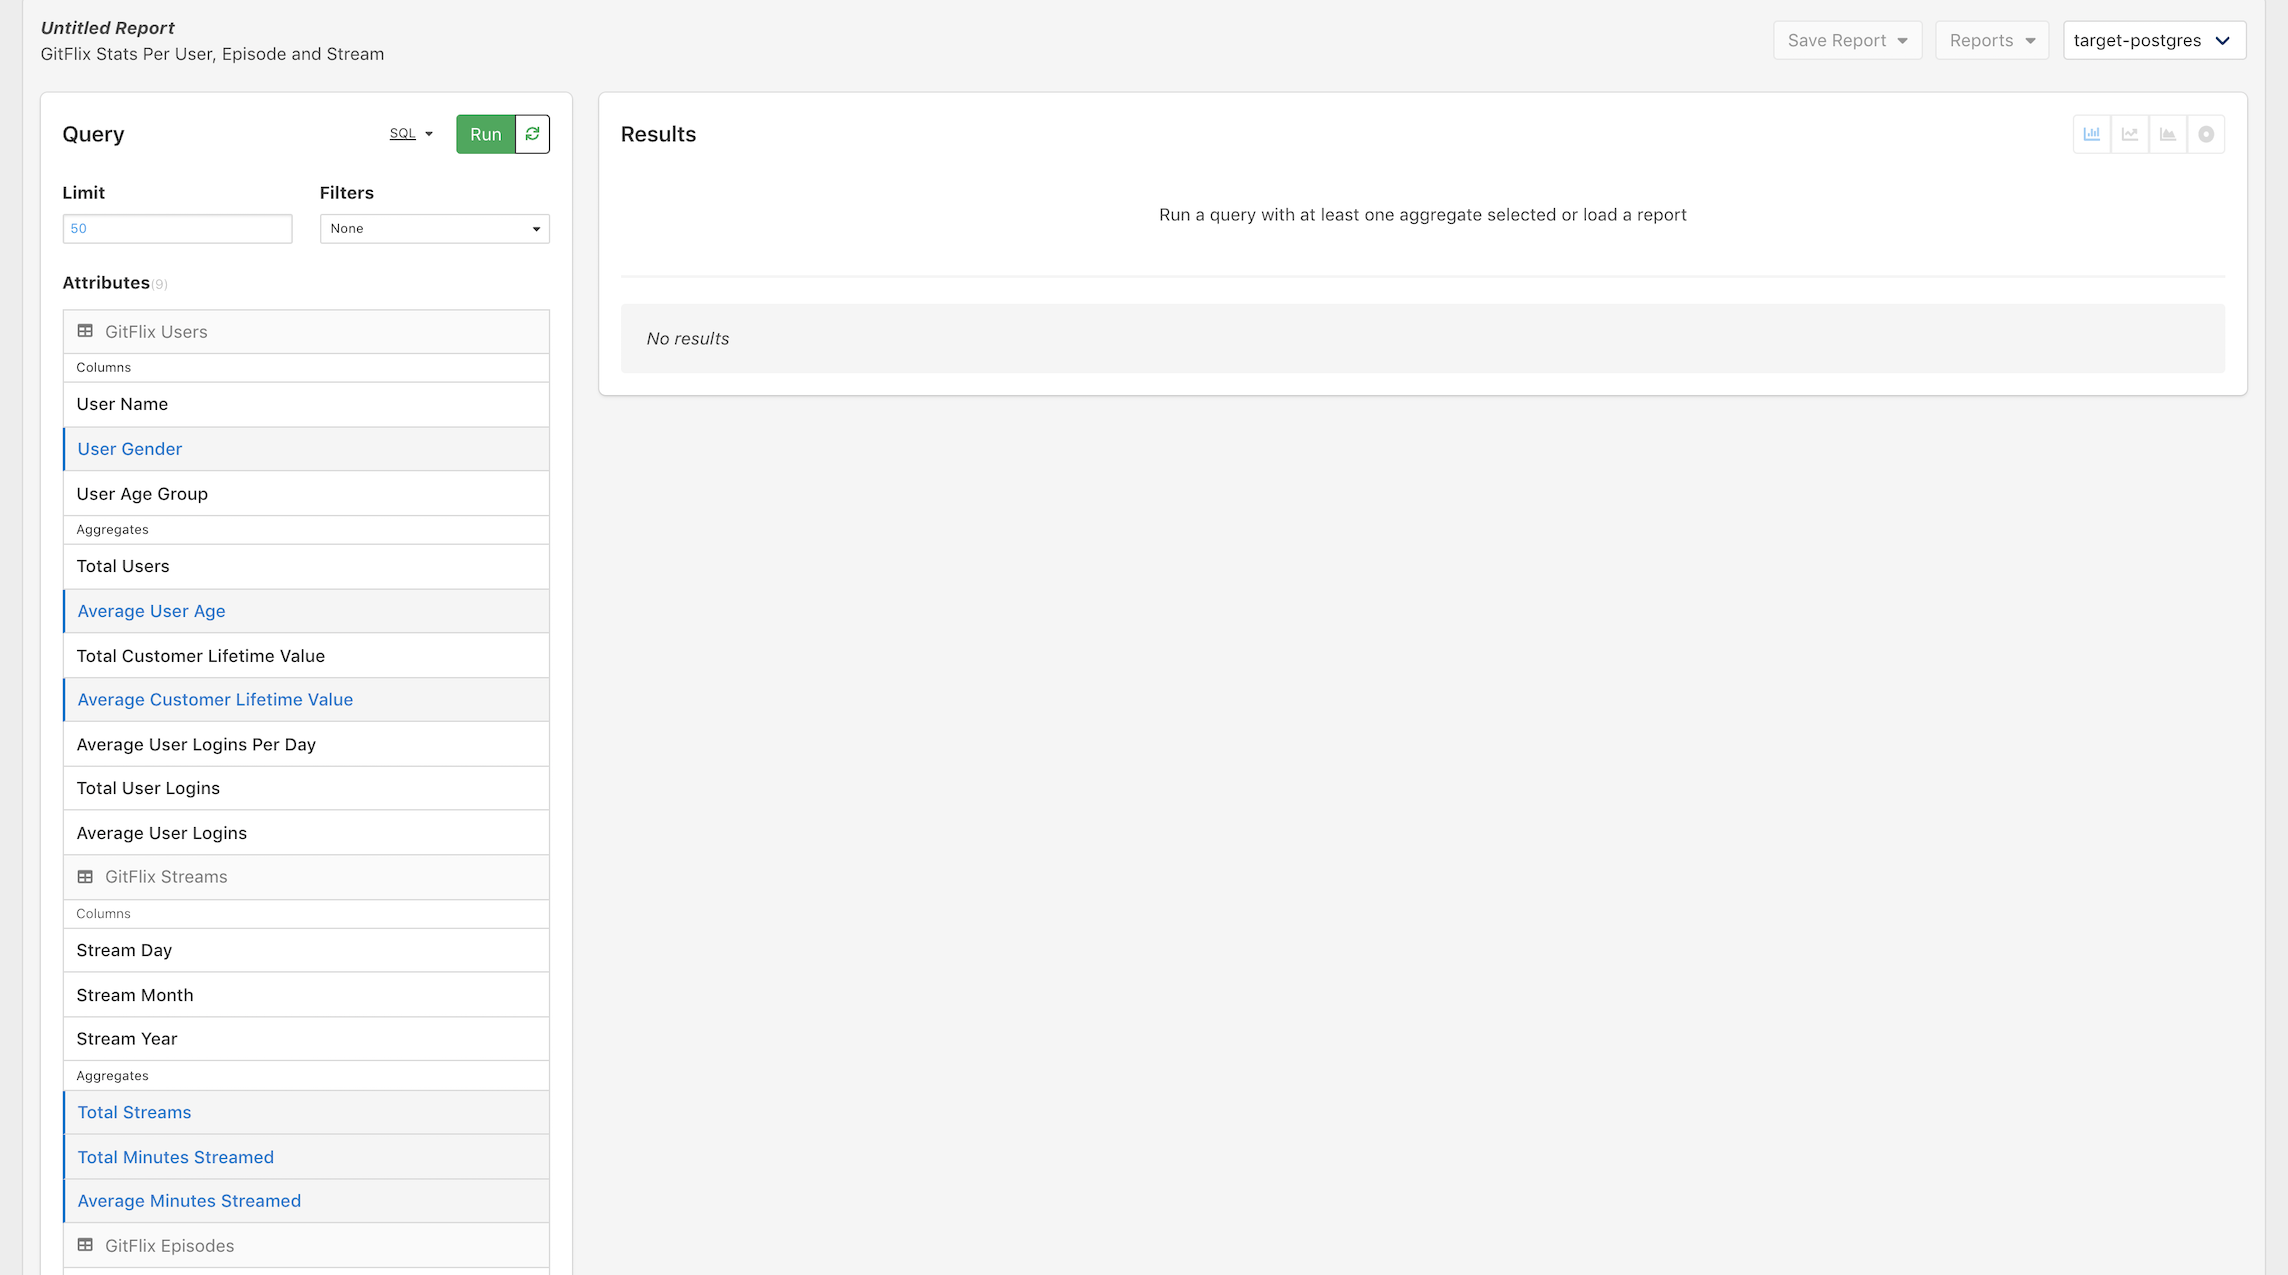 Untitled Report
GitFlix Stats Per User, Episode and Stream
Save Report
Reports
target-postgres
Query
SQL
Run
Limit
Filters
50
None
Attributes(9)
GitFlix Users
Columns
User Name
User Gender
User Age Group
Aggregates
Total Users
Average User Age
Total Customer Lifetime Value
Average Customer Lifetime Value
Average User Logins Per Day
Total User Logins
Average User Logins
GitFlix Streams
Columns
Stream Day
Stream Month
Stream Year
Aggregates
Total Streams
Total Minutes Streamed
Average Minutes Streamed
GitFlix Episodes
Results
Run a query with at least one aggregate selected or load a report
No results